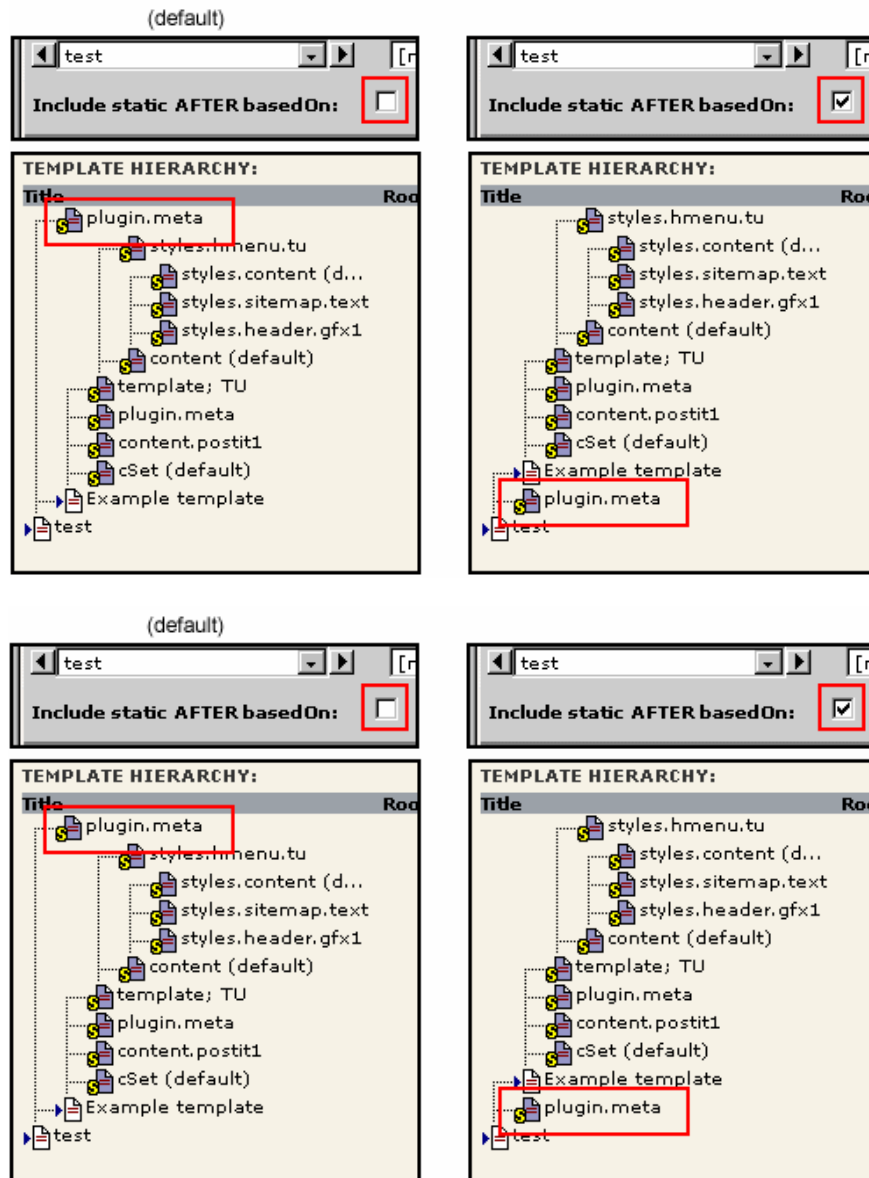 (default)
test
[r
Include static AFTER basedOn:
TEMPLATE HIERARCHY:
Title Roo
plugin.meta
styles.hmenu.tu
styles.content (d...
styles.sitemap.text
styles.header.gfx1
content (default)
template; TU
plugin.meta
content.postit1
cSet (default)
Example template
test
test
[r
Include static AFTER basedOn:
TEMPLATE HIERARCHY:
Title Ro
styles.hmenu.tu
styles.content (d...
styles.sitemap.text
styles.header.gfx1
content (default)
template; TU
plugin.meta
content.postit1
cSet (default)
Example template
plugin.meta
test
(default)
test
[r
Include static AFTER basedOn:
TEMPLATE HIERARCHY:
Title Roo
plugin.meta
styles.hmenu.tu
styles.content (d...
styles.sitemap.text
styles.header.gfx1
content (default)
template; TU
plugin.meta
content.postit1
cSet (default)
Example template
test
test
[r
Include static AFTER basedOn:
TEMPLATE HIERARCHY:
Title Ro
styles.hmenu.tu
styles.content (d...
styles.sitemap.text
styles.header.gfx1
content (default)
template; TU
plugin.meta
content.postit1
cSet (default)
Example template
plugin.meta
test